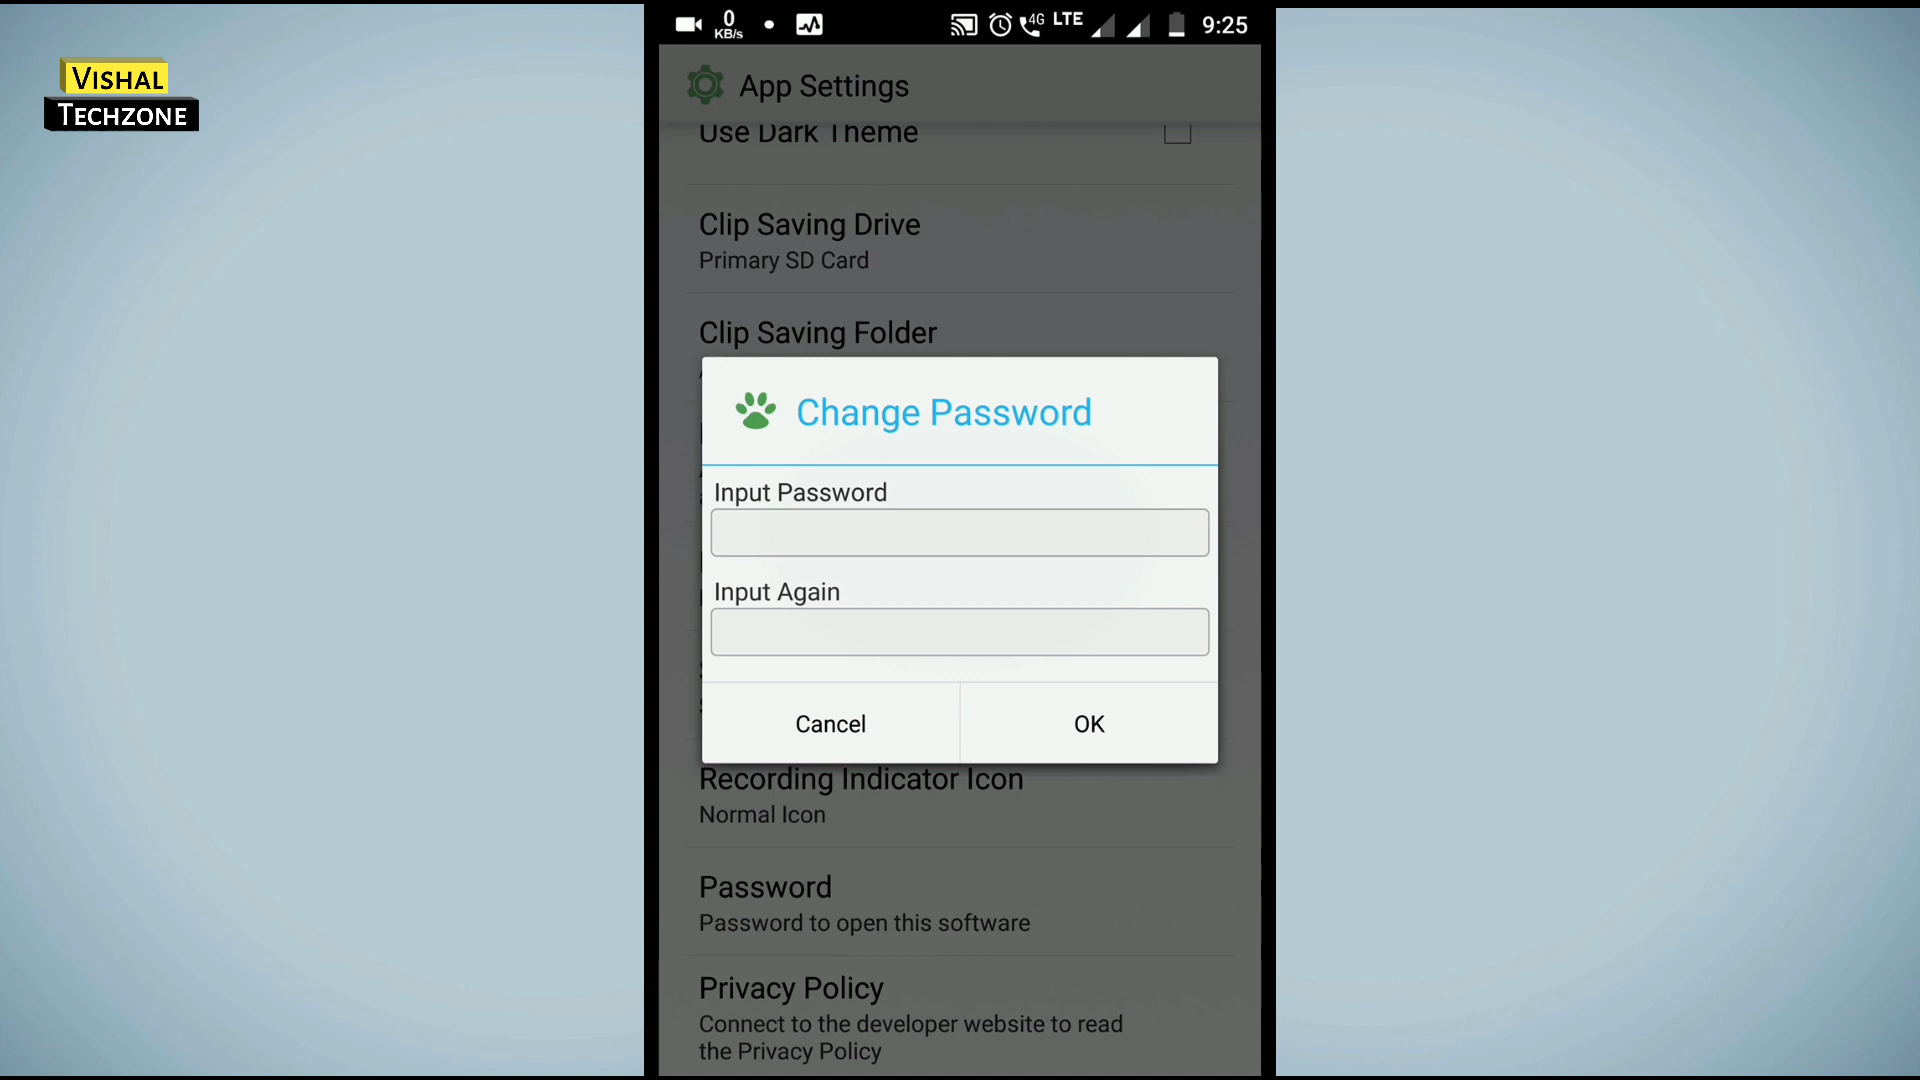 VISHAL
TECHZONE
0
KB/s
4G LTE
9:25
App Settings
Use Dark Theme
Clip Saving Drive
Primary SD Card
Clip Saving Folder
Change Password
Input Password
Input Again
Cancel
OK
Recording Indicator Icon
Normal Icon
Password
Password to open this software
Privacy Policy
Connect to the developer website to read
the Privacy Policy